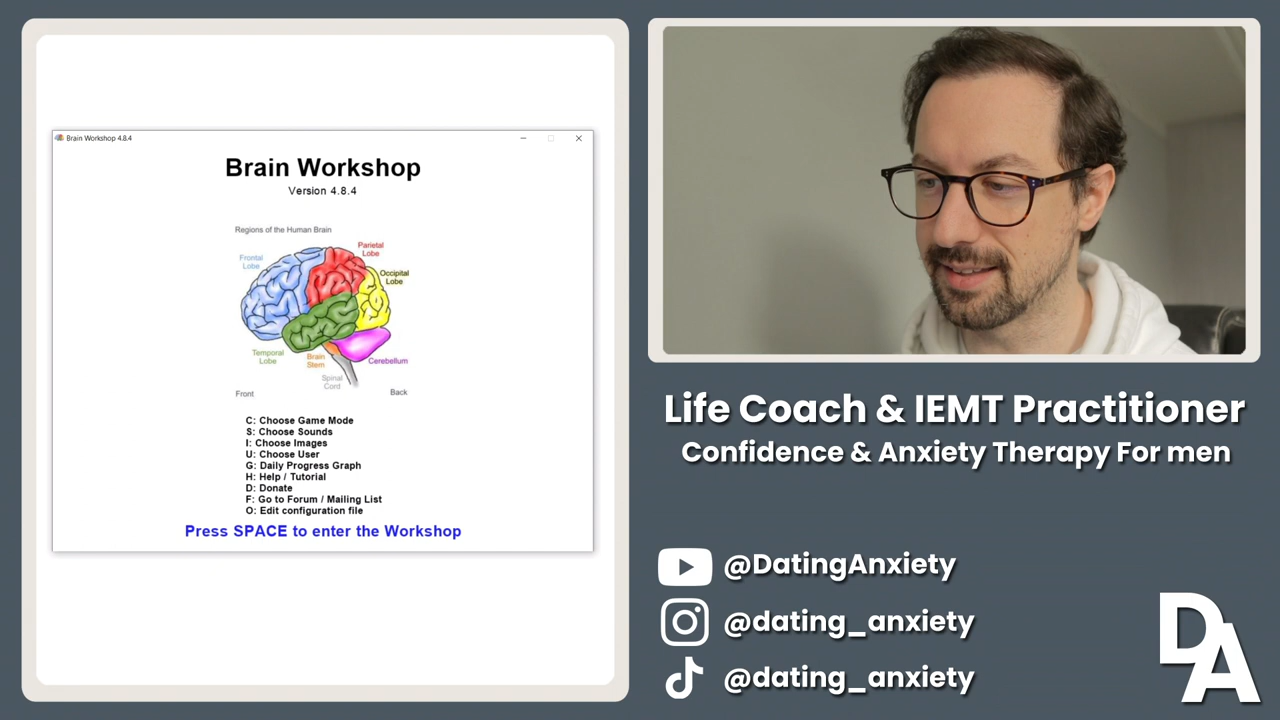 Brain Workshop 4.8.4
Brain Workshop
Version 4.8.4
Regions of the Human Brain
Parietal
Lobe
Frontal
Lobe
Occipital
Lobe
Temporal
Lobe
Brain
Stem
Cerebellum
Spinal
Cord
Front
Back
C: Choose Game Mode
S: Choose Sounds
I: Choose Images
U: Choose User
G: Daily Progress Graph
H: Help / Tutorial
D: Donate
F: Go to Forum / Mailing List
O: Edit configuration file
Press SPACE to enter the Workshop
Life Coach & IEMT Practitioner
Confidence & Anxiety Therapy For men
@DatingAnxiety
@dating_anxiety
@dating_anxiety
DA